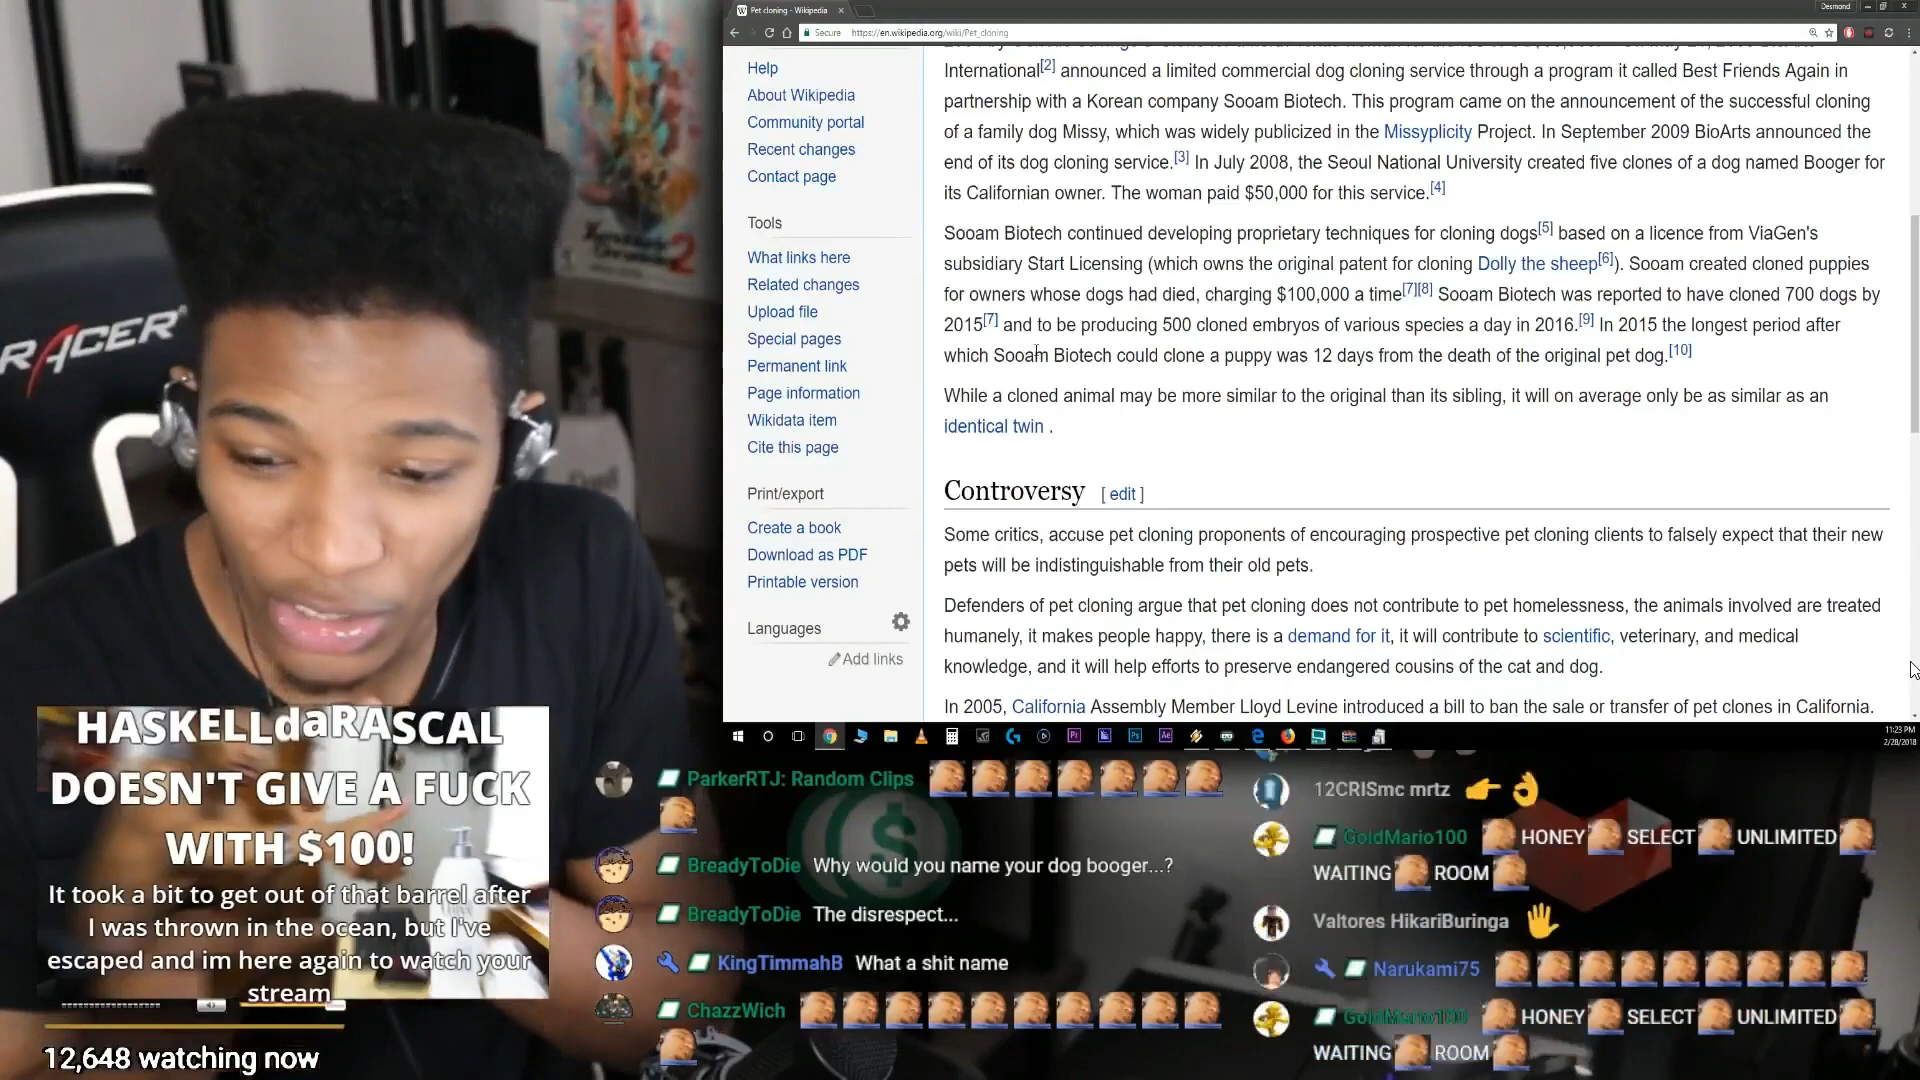 Pet cloning - Wikipedia
Desmond
Secure https://en.wikipedia.org/wiki/Pet_cloning
Help
About Wikipedia
Community portal
Recent changes
Contact page
Tools
What links here
Related changes
Upload file
Special pages
Permanent link
Page information
Wikidata item
Cite this page
Print/export
Create a book
Download as PDF
Printable version
Languages
Add links
International[2] announced a limited commercial dog cloning service through a program it called Best Friends Again in
partnership with a Korean company Sooam Biotech. This program came on the announcement of the successful cloning
of a family dog Missy, which was widely publicized in the Missyplicity Project. In September 2009 BioArts announced the
end of its dog cloning service.[3] In July 2008, the Seoul National University created five clones of a dog named Booger for
its Californian owner. The woman paid $50,000 for this service.[4]
Sooam Biotech continued developing proprietary techniques for cloning dogs[5] based on a licence from ViaGen's
subsidiary Start Licensing (which owns the original patent for cloning Dolly the sheep[6]). Sooam created cloned puppies
for owners whose dogs had died, charging $100,000 a time[7][8] Sooam Biotech was reported to have cloned 700 dogs by
2015[7] and to be producing 500 cloned embryos of various species a day in 2016.[9] In 2015 the longest period after
which Sooam Biotech could clone a puppy was 12 days from the death of the original pet dog.[10]
While a cloned animal may be more similar to the original than its sibling, it will on average only be as similar as an
identical twin .
Controversy [ edit ]
Some critics, accuse pet cloning proponents of encouraging prospective pet cloning clients to falsely expect that their new
pets will be indistinguishable from their old pets.
Defenders of pet cloning argue that pet cloning does not contribute to pet homelessness, the animals involved are treated
humanely, it makes people happy, there is a demand for it, it will contribute to scientific, veterinary, and medical
knowledge, and it will help efforts to preserve endangered cousins of the cat and dog.
In 2005, California Assembly Member Lloyd Levine introduced a bill to ban the sale or transfer of pet clones in California.
11:23 PM
2/28/2018
RACER
2
HASKELLdaRASCAL
DOESN'T GIVE A FUCK
WITH $100!
It took a bit to get out of that barrel after
I was thrown in the ocean, but I've
escaped and im here again to watch your
stream
12,648 watching now
ParkerRTJ: Random Clips
BreadyToDie Why would you name your dog booger...?
BreadyToDie The disrespect...
KingTimmahB What a shit name
ChazzWich
12CRISmc mrtz
GoldMario100 HONEY SELECT UNLIMITED
WAITING ROOM
Valtores HikariBuringa
Narukami75
GoldMario100 HONEY SELECT UNLIMITED
WAITING ROOM